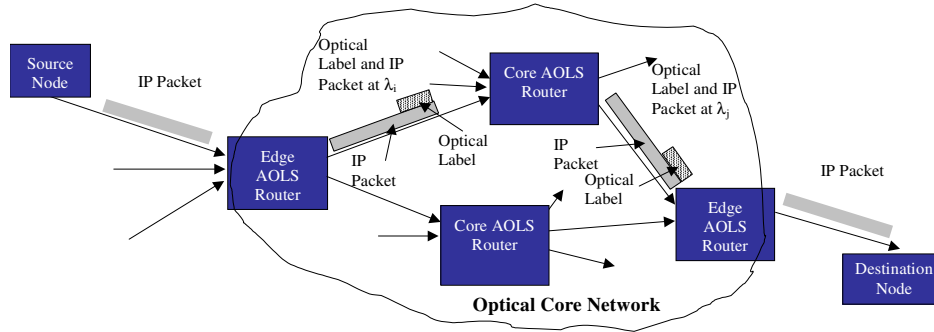 Source
Node
IP Packet
Optical
Label and IP
Packet at λi
Core AOLS
Router
Optical
Label and IP
Packet at λj
Optical
Label
IP
Packet
Edge
AOLS
Router
IP
Packet
Optical
Label
Core AOLS
Router
Edge
AOLS
Router
IP Packet
Destination
Node
Optical Core Network